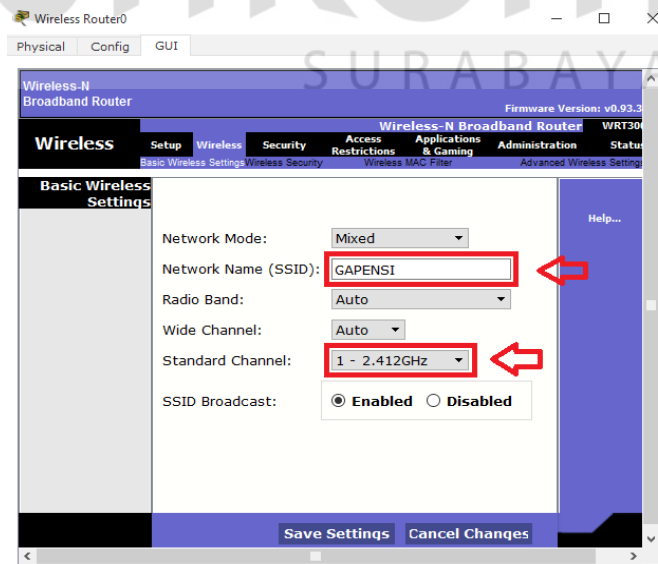 Wireless Router0
Physical Config GUI
SURABAYA
Wireless-N
Broadband Router
Firmware Version: v0.93.3
Wireless-N Broadband Router WRT300
Wireless
Setup Wireless Security Access Restrictions Applications & Gaming Administration Status
Basic Wireless Settings Wireless Security Wireless MAC Filter Advanced Wireless Settings
Basic Wireless
Settings
Help...
Network Mode: Mixed
Network Name (SSID): GAPENSI
Radio Band: Auto
Wide Channel: Auto
Standard Channel: 1 - 2.412GHz
SSID Broadcast: Enabled Disabled
Save Settings Cancel Changes